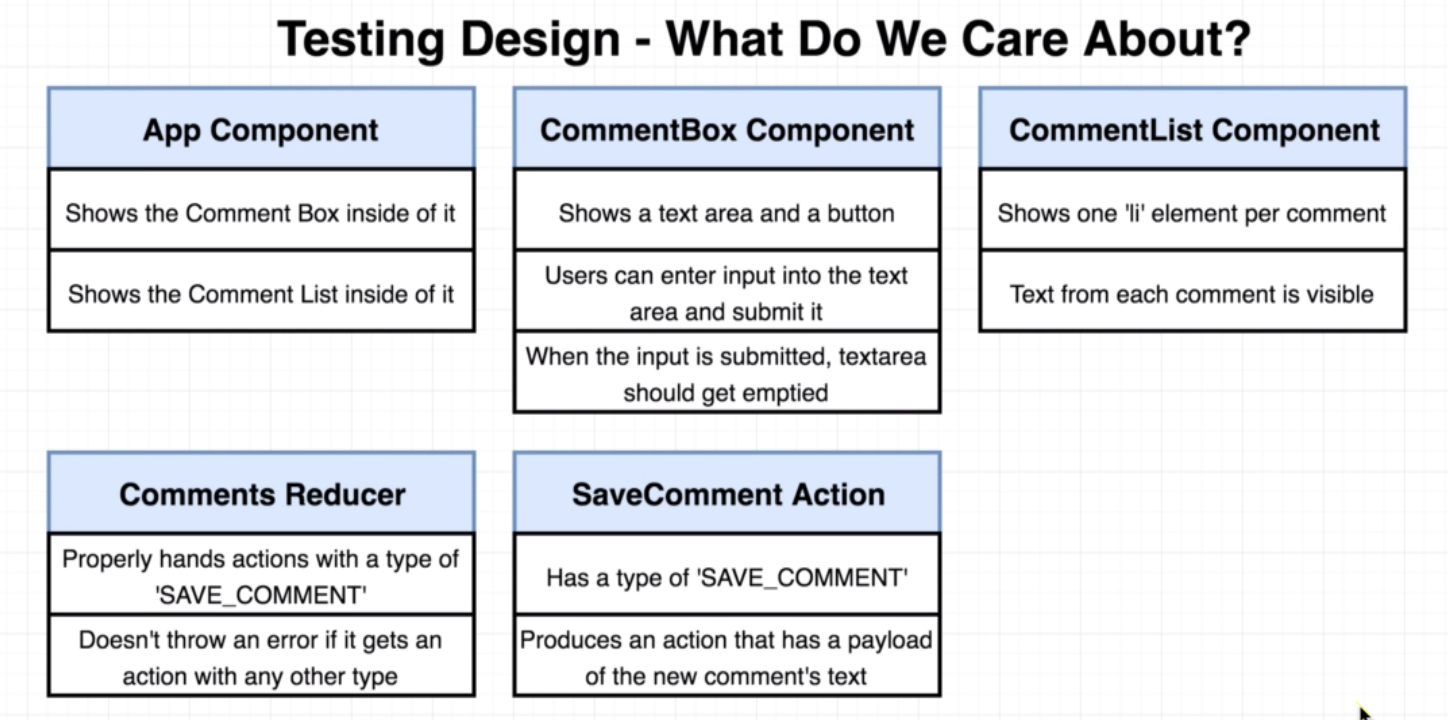 Testing Design - What Do We Care About?
App Component
Shows the Comment Box inside of it
Shows the Comment List inside of it
CommentBox Component
Shows a text area and a button
Users can enter input into the text
area and submit it
When the input is submitted, textarea
should get emptied
CommentList Component
Shows one 'li' element per comment
Text from each comment is visible
Comments Reducer
Properly hands actions with a type of
'SAVE_COMMENT'
Doesn't throw an error if it gets an
action with any other type
SaveComment Action
Has a type of 'SAVE_COMMENT'
Produces an action that has a payload
of the new comment's text